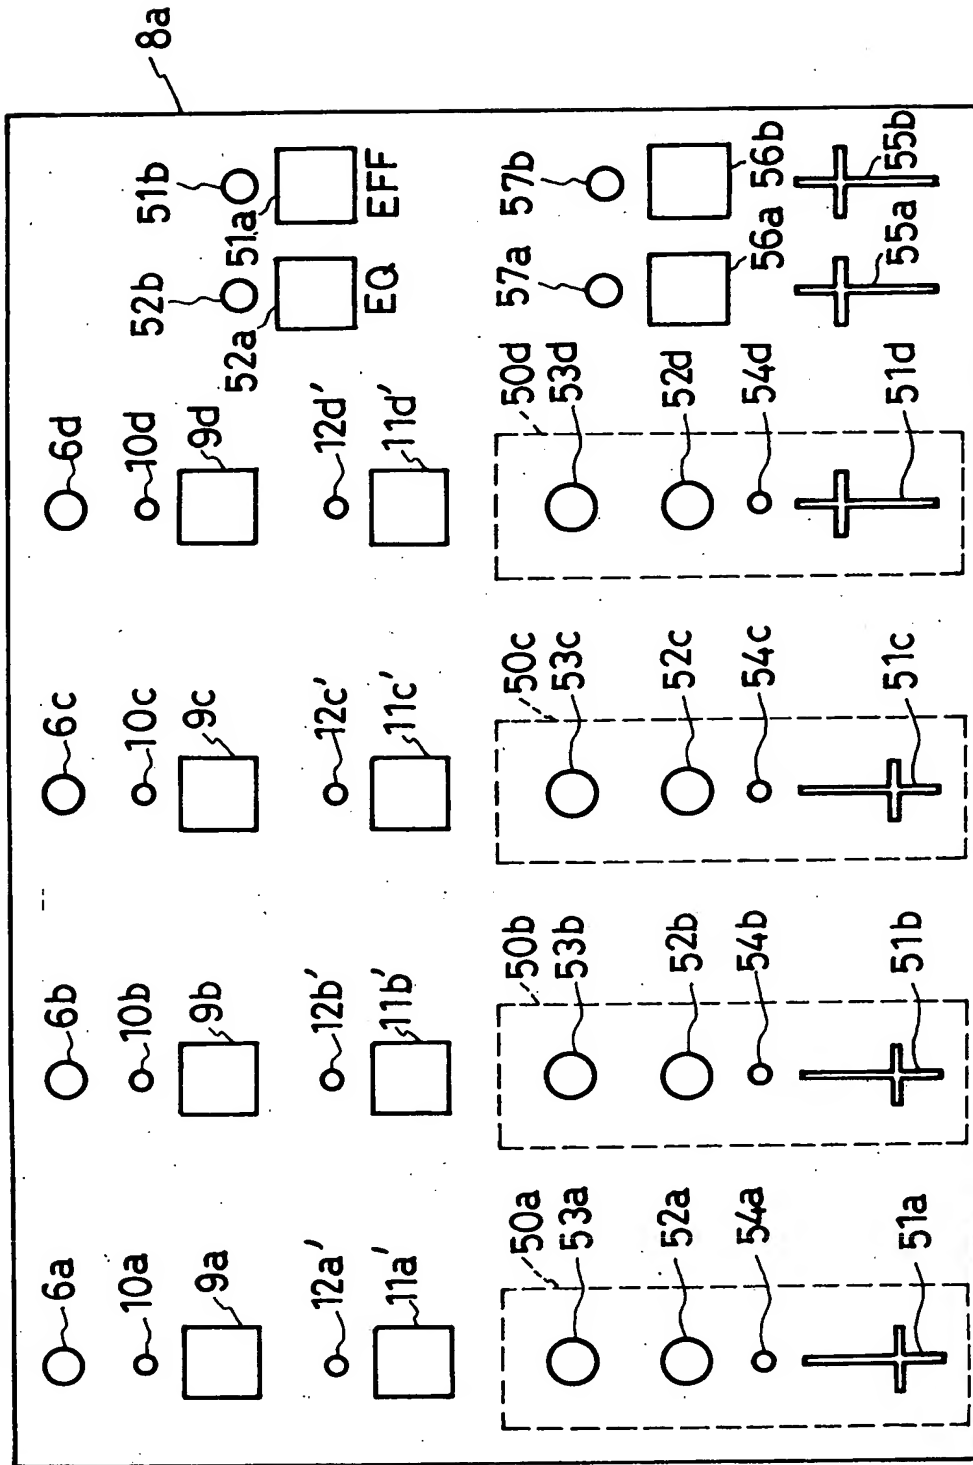 6a 6b 6c 6d
10a 10b 10c 10d 52b 51b 8a
9a 9b 9c 9d
52a 51a
12a' 12b' 12c' 12d' EQ EFF
11a' 11b' 11c' 11d'
50a 50b 50c 50d 57a 57b
53a 53b 53c 53d
52a 52b 52c 52d
54a 54b 54c 54d 56a 56b
51a 51b 51c 51d 55a 55b